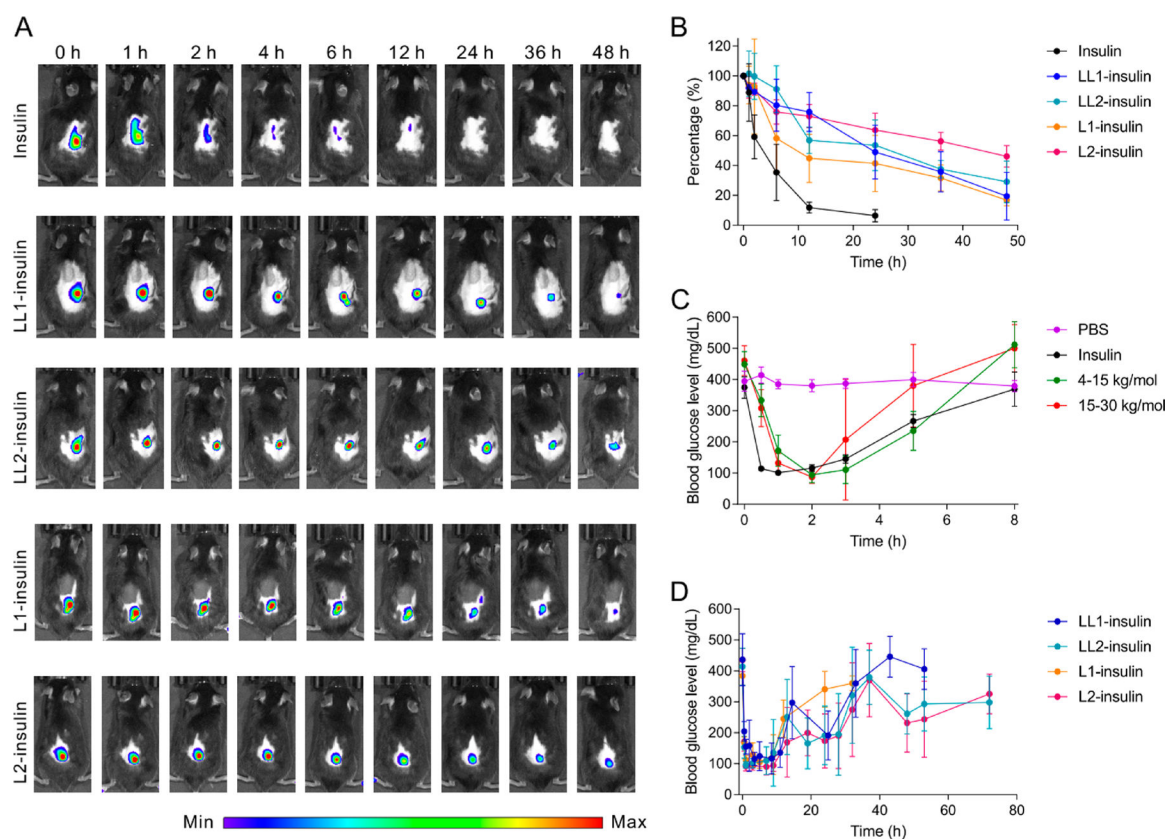 A
0 h 1 h 2 h 4 h 6 h 12 h 24 h 36 h 48 h
Insulin
LL1-insulin
LL2-insulin
L1-insulin
L2-insulin
Min Max
B
Percentage (%)
120
100
80
60
40
20
0
0 10 20 30 40 50
Time (h)
Insulin
LL1-insulin
LL2-insulin
L1-insulin
L2-insulin
C
Blood glucose level (mg/dL)
600
500
400
300
200
100
0
0 2 4 6 8
Time (h)
PBS
Insulin
4-15 kg/mol
15-30 kg/mol
D
Blood glucose level (mg/dL)
600
500
400
300
200
100
0
0 20 40 60 80
Time (h)
LL1-insulin
LL2-insulin
L1-insulin
L2-insulin